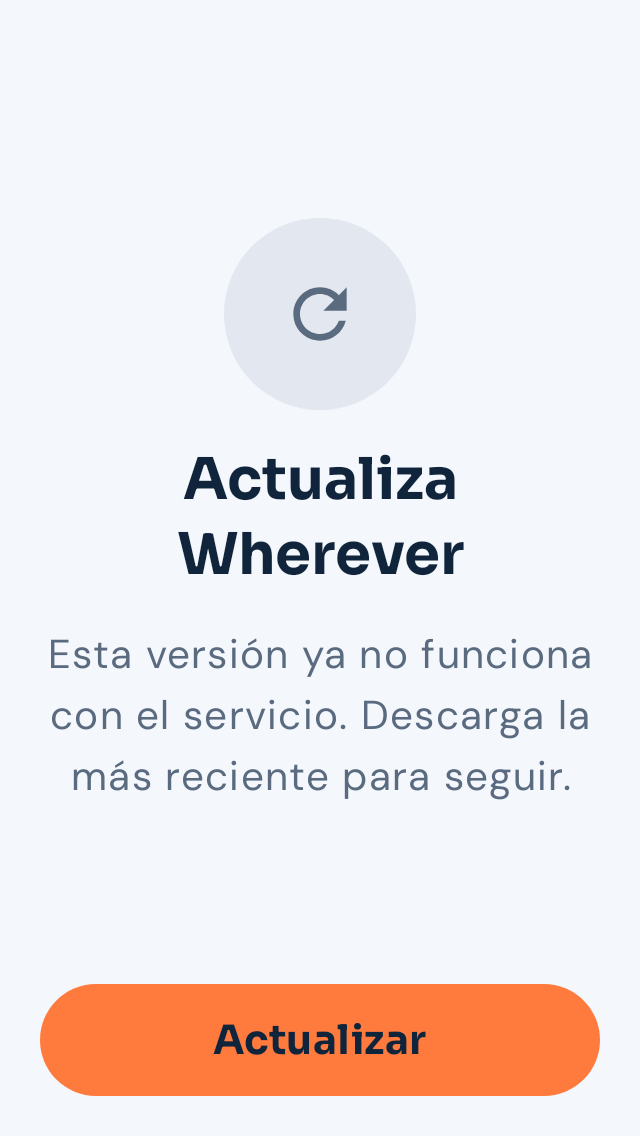 Actualiza
Wherever
Esta versión ya no funciona
con el servicio. Descarga la
más reciente para seguir.
Actualizar